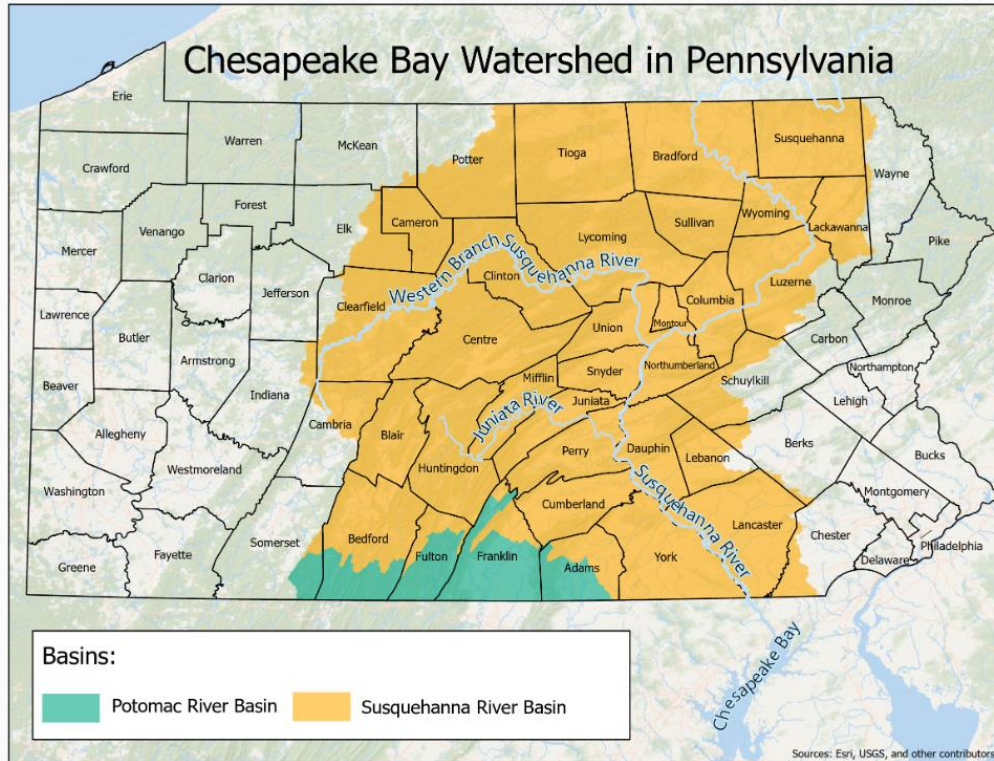 Chesapeake Bay Watershed in Pennsylvania
Erie
Warren
McKean
Potter
Tioga
Bradford
Susquehanna
Crawford
Wayne
Forest
Cameron
Sullivan
Wyoming
Lackawanna
Venango
Elk
Lycoming
Pike
Mercer
Western Branch Susquehanna River
Clarion
Clinton
Jefferson
Clearfield
Luzerne
Columbia
Monroe
Lawrence
Butler
Centre
Union
Montour
Carbon
Armstrong
Northumberland
Northampton
Beaver
Mifflin
Snyder
Schuylkill
Indiana
Juniata
Lehigh
Cambria
Juniata River
Allegheny
Blair
Perry
Dauphin
Berks
Lebanon
Bucks
Westmoreland
Huntingdon
Susquehanna River
Washington
Cumberland
Montgomery
Lancaster
Somerset
Bedford
Fulton
Franklin
Adams
York
Chester
Philadelphia
Greene
Fayette
Delaware
Chesapeake Bay
Basins:
Potomac River Basin
Susquehanna River Basin
Sources: Esri, USGS, and other contributors